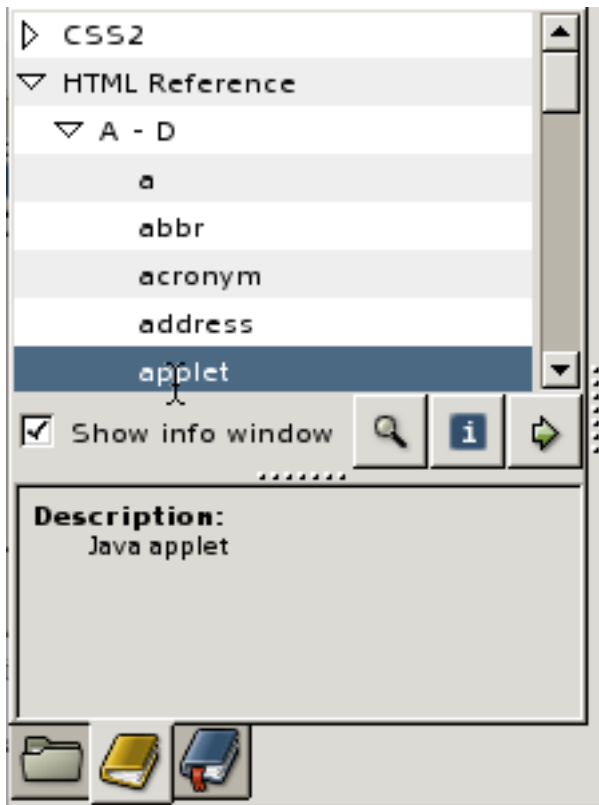 CSS2
HTML Reference
A - D
a
abbr
acronym
address
applet
Show info window
i
Description:
Java applet